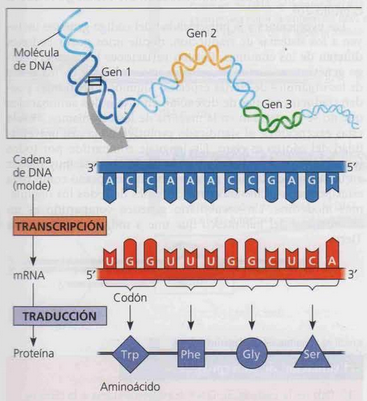 Molécula
de DNA
Gen 1
Gen 2
Gen 3
Cadena
de DNA
(molde)
3' 5'
A C C A A A C C G A G T
TRANSCRIPCIÓN
U G G U U U G G C U C A
mRNA
5' 3'
Codón
TRADUCCIÓN
Proteína
Trp Phe Gly Ser
Aminoácido